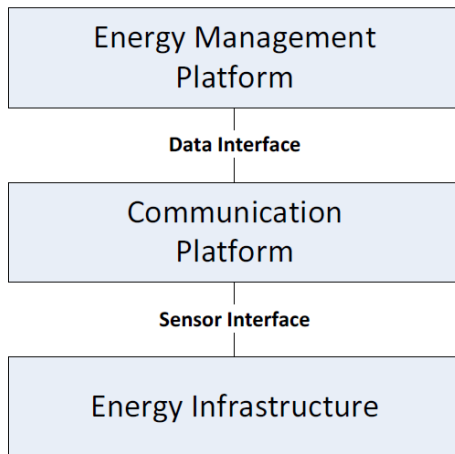 Energy Management
Platform
Data Interface
Communication
Platform
Sensor Interface
Energy Infrastructure